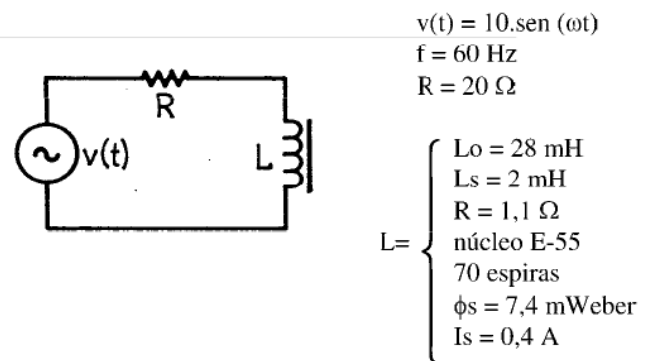 v(t) = 10.sen (ωt)
f = 60 Hz
R = 20 Ω
R
v(t)
L
L=
Lo = 28 mH
Ls = 2 mH
R = 1,1 Ω
núcleo E-55
70 espiras
ϕs = 7,4 mWeber
Is = 0,4 A